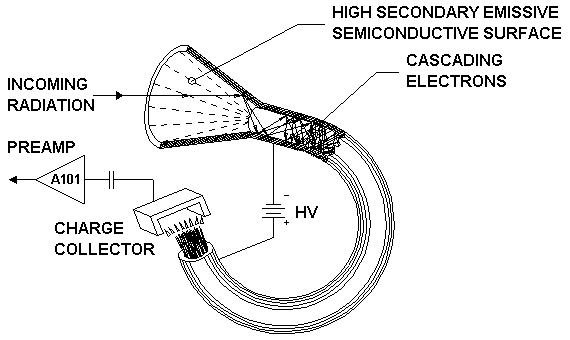 HIGH SECONDARY EMISSIVE
SEMICONDUCTIVE SURFACE
CASCADING
ELECTRONS
INCOMING
RADIATION
PREAMP
A101
CHARGE
COLLECTOR
−
HV
+